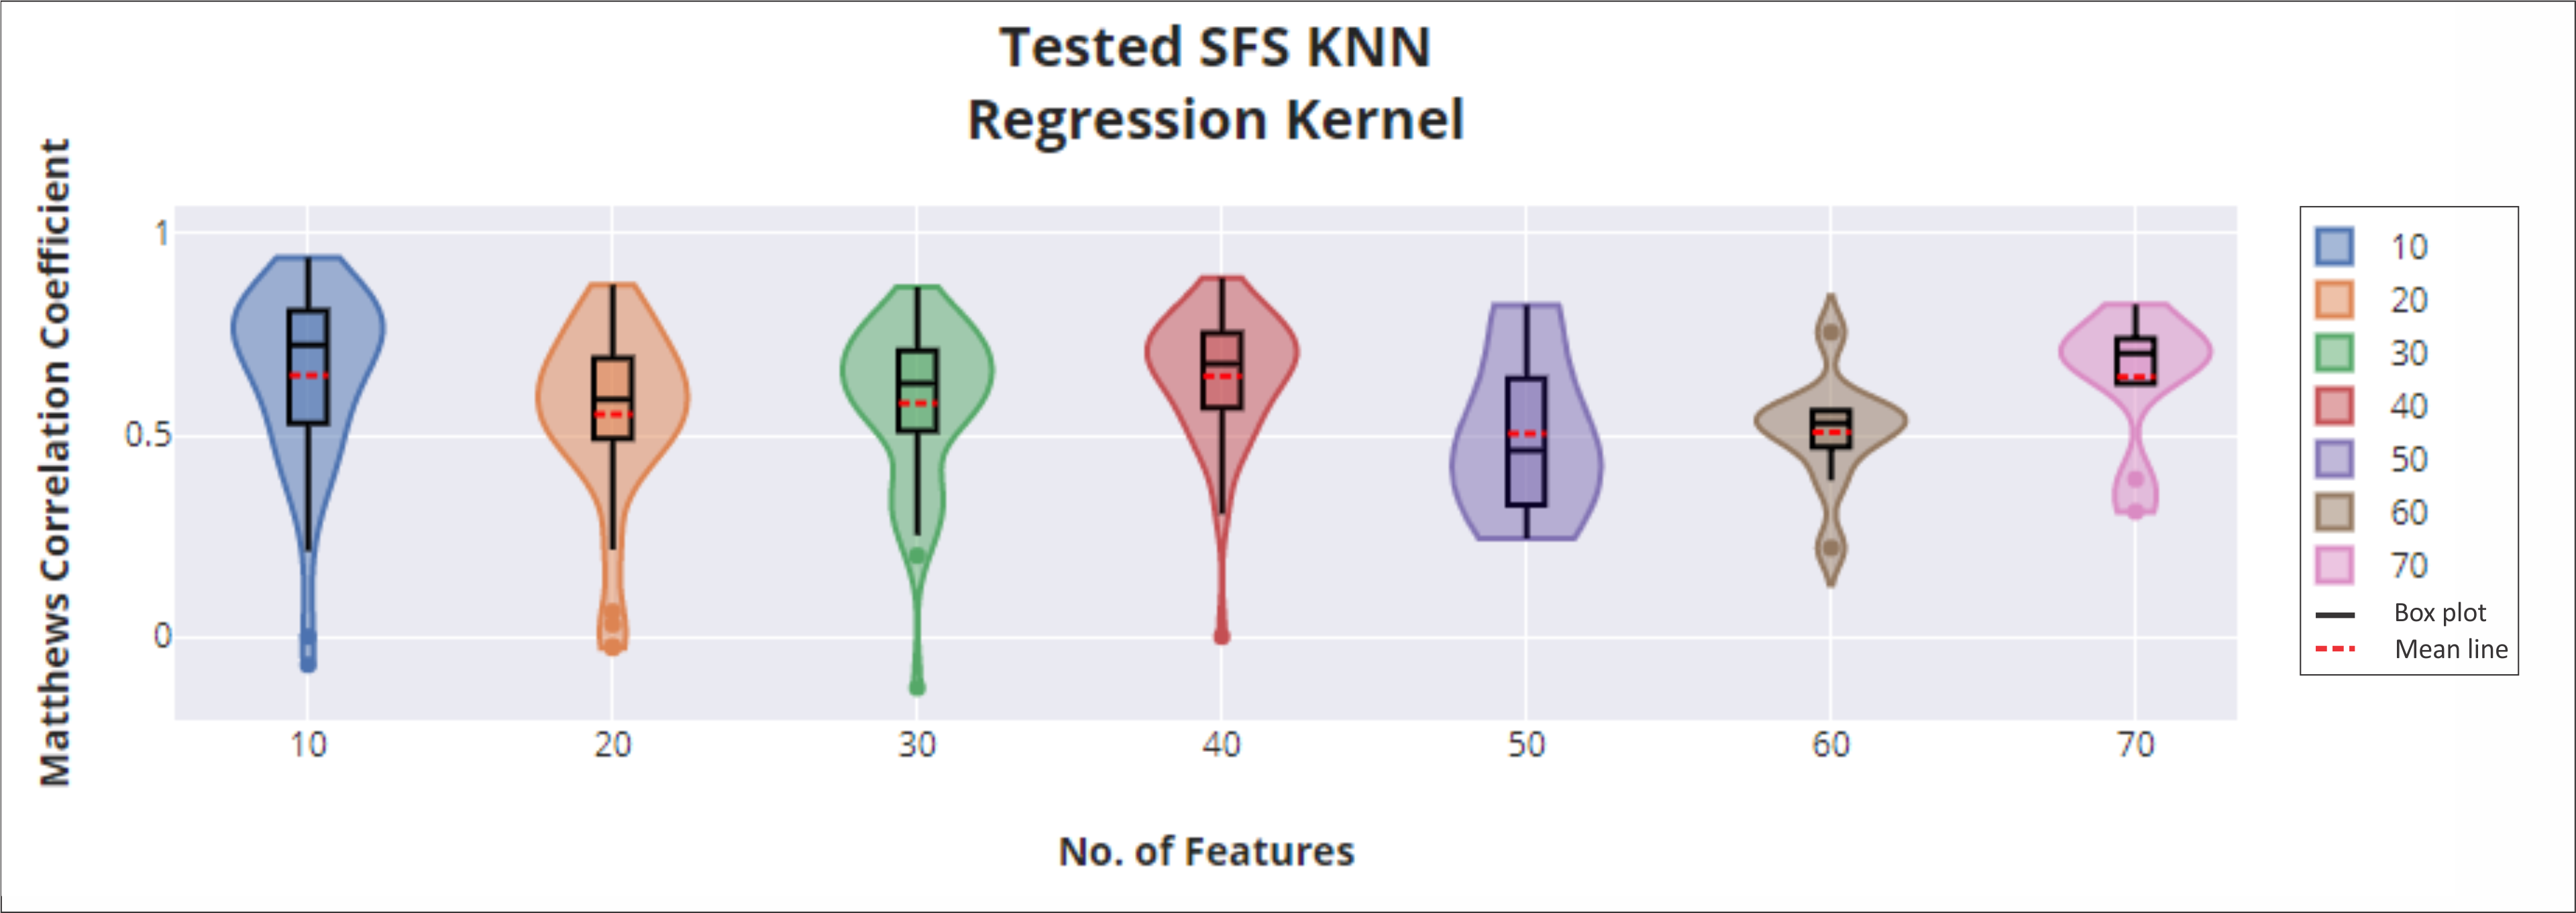 Tested SFS KNN
Regression Kernel
Matthews Correlation Coefficient
1
0.5
0
10
20
30
40
50
60
70
No. of Features
10
20
30
40
50
60
70
Box plot
Mean line